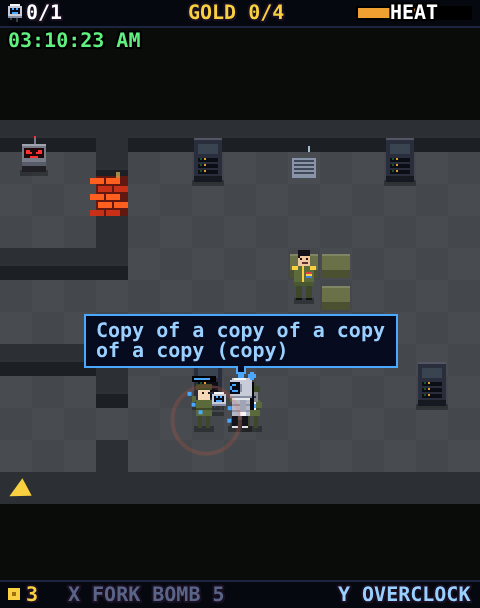 0/1 GOLD 0/4 HEAT
03:10:23 AM
Copy of a copy of a copy
of a copy (copy)
3 X FORK BOMB 5 Y OVERCLOCK